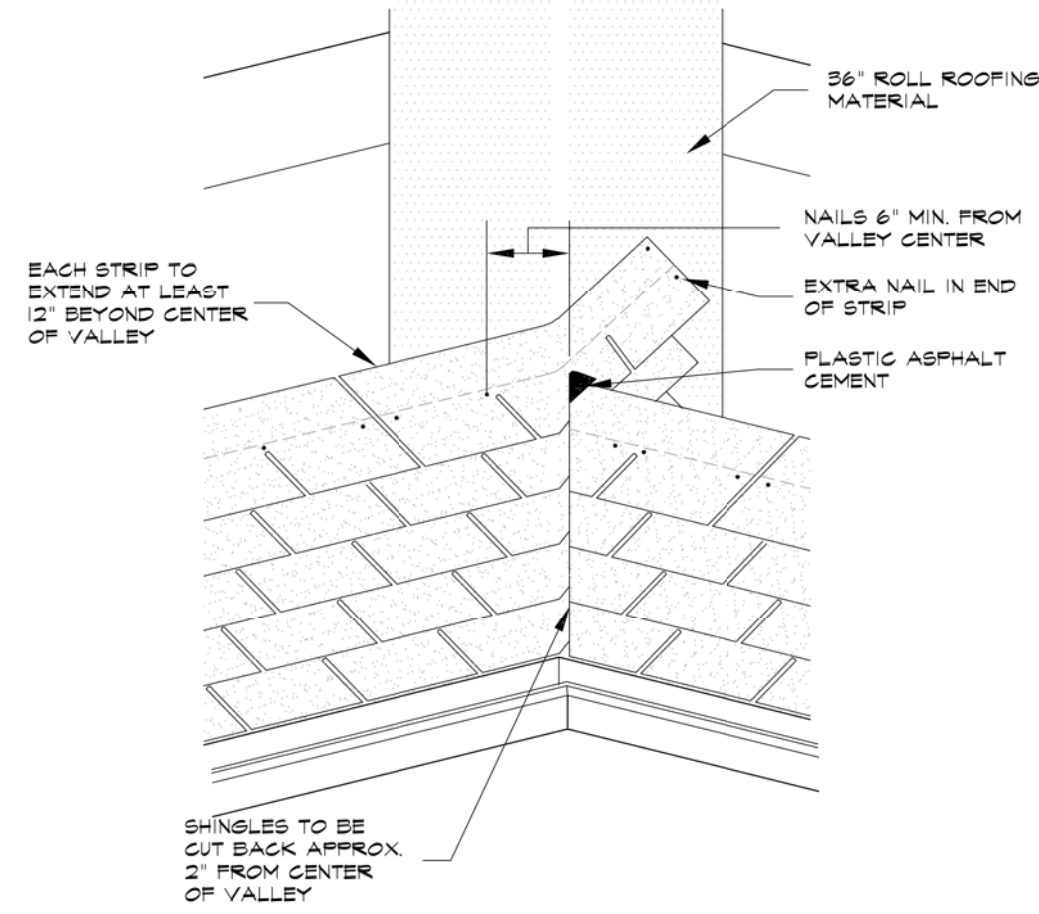 36" ROLL ROOFING
MATERIAL
NAILS 6" MIN. FROM
VALLEY CENTER
EACH STRIP TO
EXTEND AT LEAST
12" BEYOND CENTER
OF VALLEY
EXTRA NAIL IN END
OF STRIP
PLASTIC ASPHALT
CEMENT
SHINGLES TO BE
CUT BACK APPROX.
2" FROM CENTER
OF VALLEY